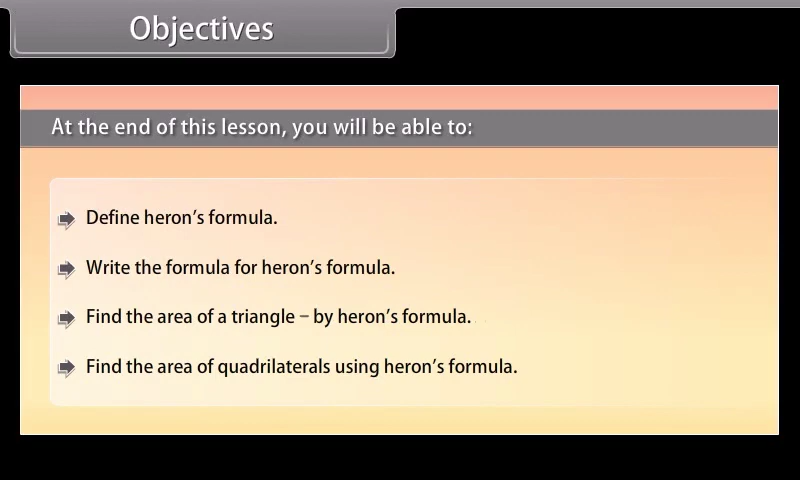 Objectives
At the end of this lesson, you will be able to:
Define heron's formula.
Write the formula for heron's formula.
Find the area of a triangle – by heron's formula.
Find the area of quadrilaterals using heron's formula.